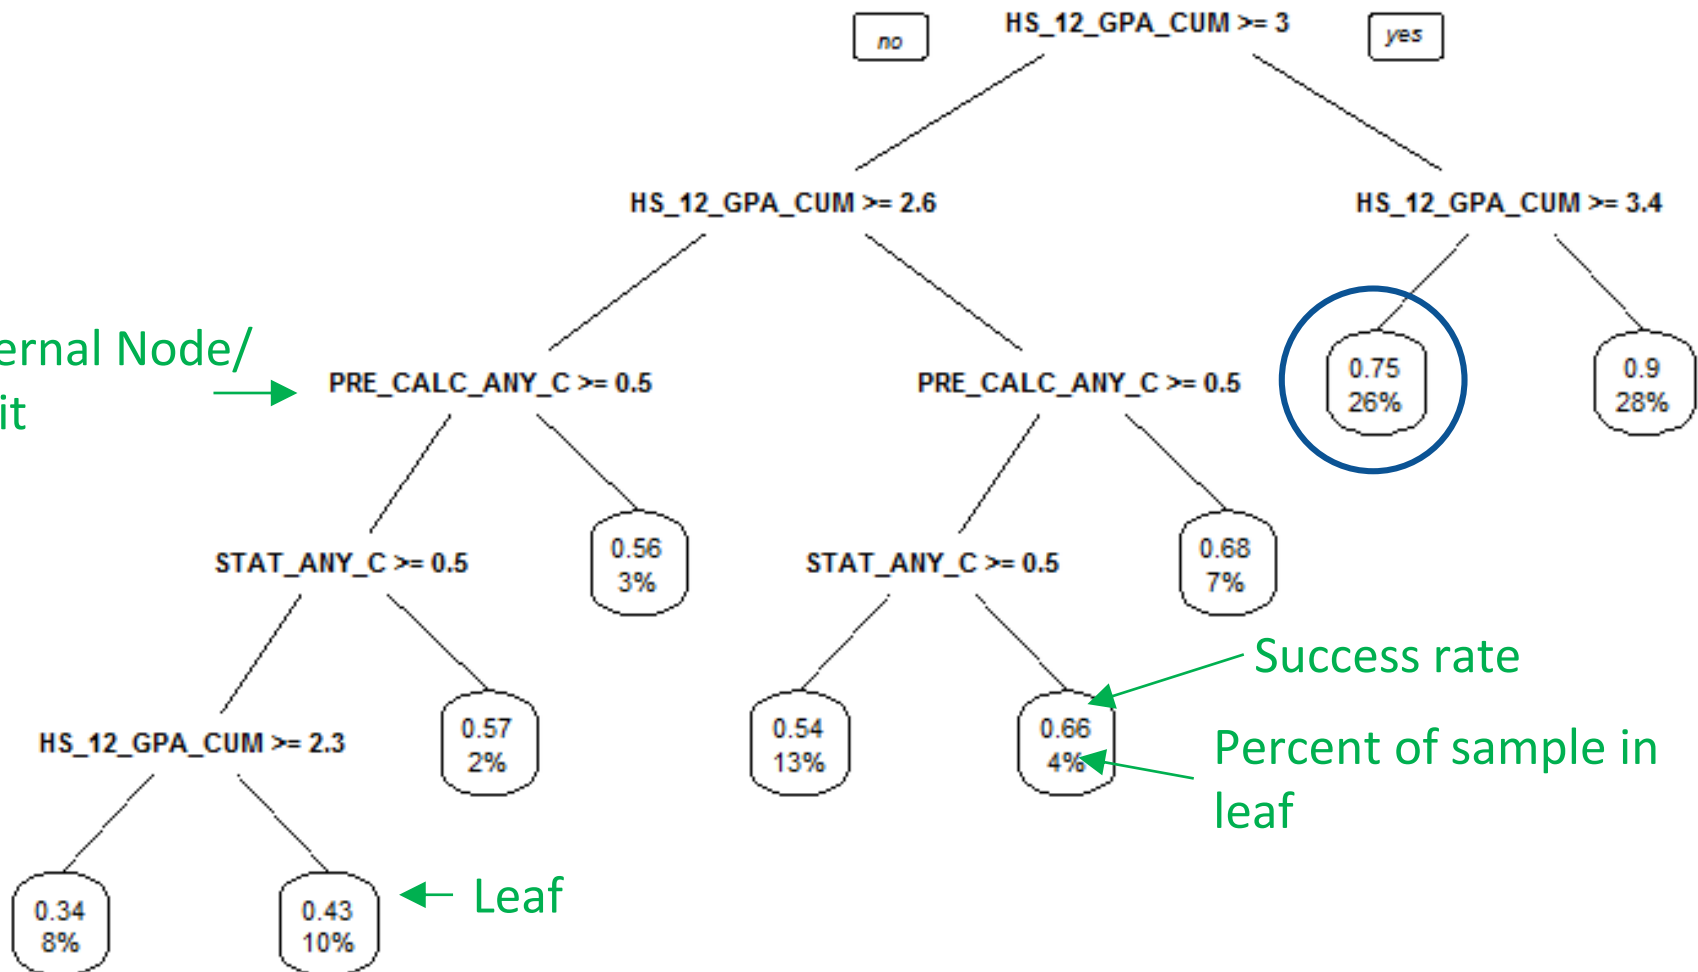 no
HS_12_GPA_CUM >= 3
yes
HS_12_GPA_CUM >= 2.6
HS_12_GPA_CUM >= 3.4
ernal Node/
it
PRE_CALC_ANY_C >= 0.5
PRE_CALC_ANY_C >= 0.5
0.75
26%
0.9
28%
STAT_ANY_C >= 0.5
0.56
3%
STAT_ANY_C >= 0.5
0.68
7%
Success rate
HS_12_GPA_CUM >= 2.3
0.57
2%
0.54
13%
0.66
4%
Percent of sample in
leaf
0.34
8%
0.43
10%
Leaf